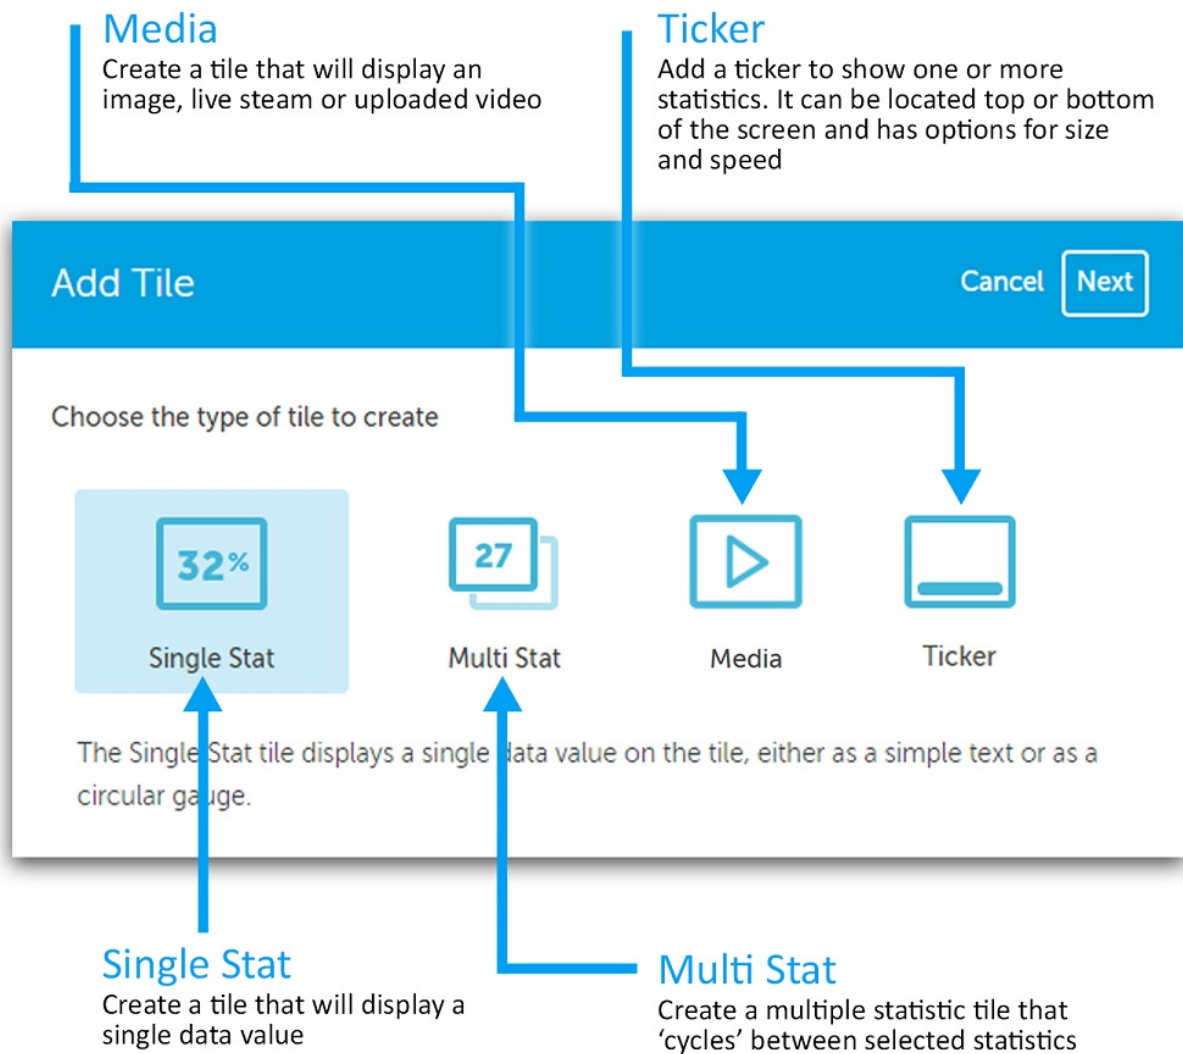 Media
Create a tile that will display an
image, live steam or uploaded video
Ticker
Add a ticker to show one or more
statistics. It can be located top or bottom
of the screen and has options for size
and speed
Add Tile
Cancel
Next
Choose the type of tile to create
32%
27
Single Stat
Multi Stat
Media
Ticker
The Single Stat tile displays a single data value on the tile, either as a simple text or as a
circular gauge.
Single Stat
Create a tile that will display a
single data value
Multi Stat
Create a multiple statistic tile that
‘cycles’ between selected statistics